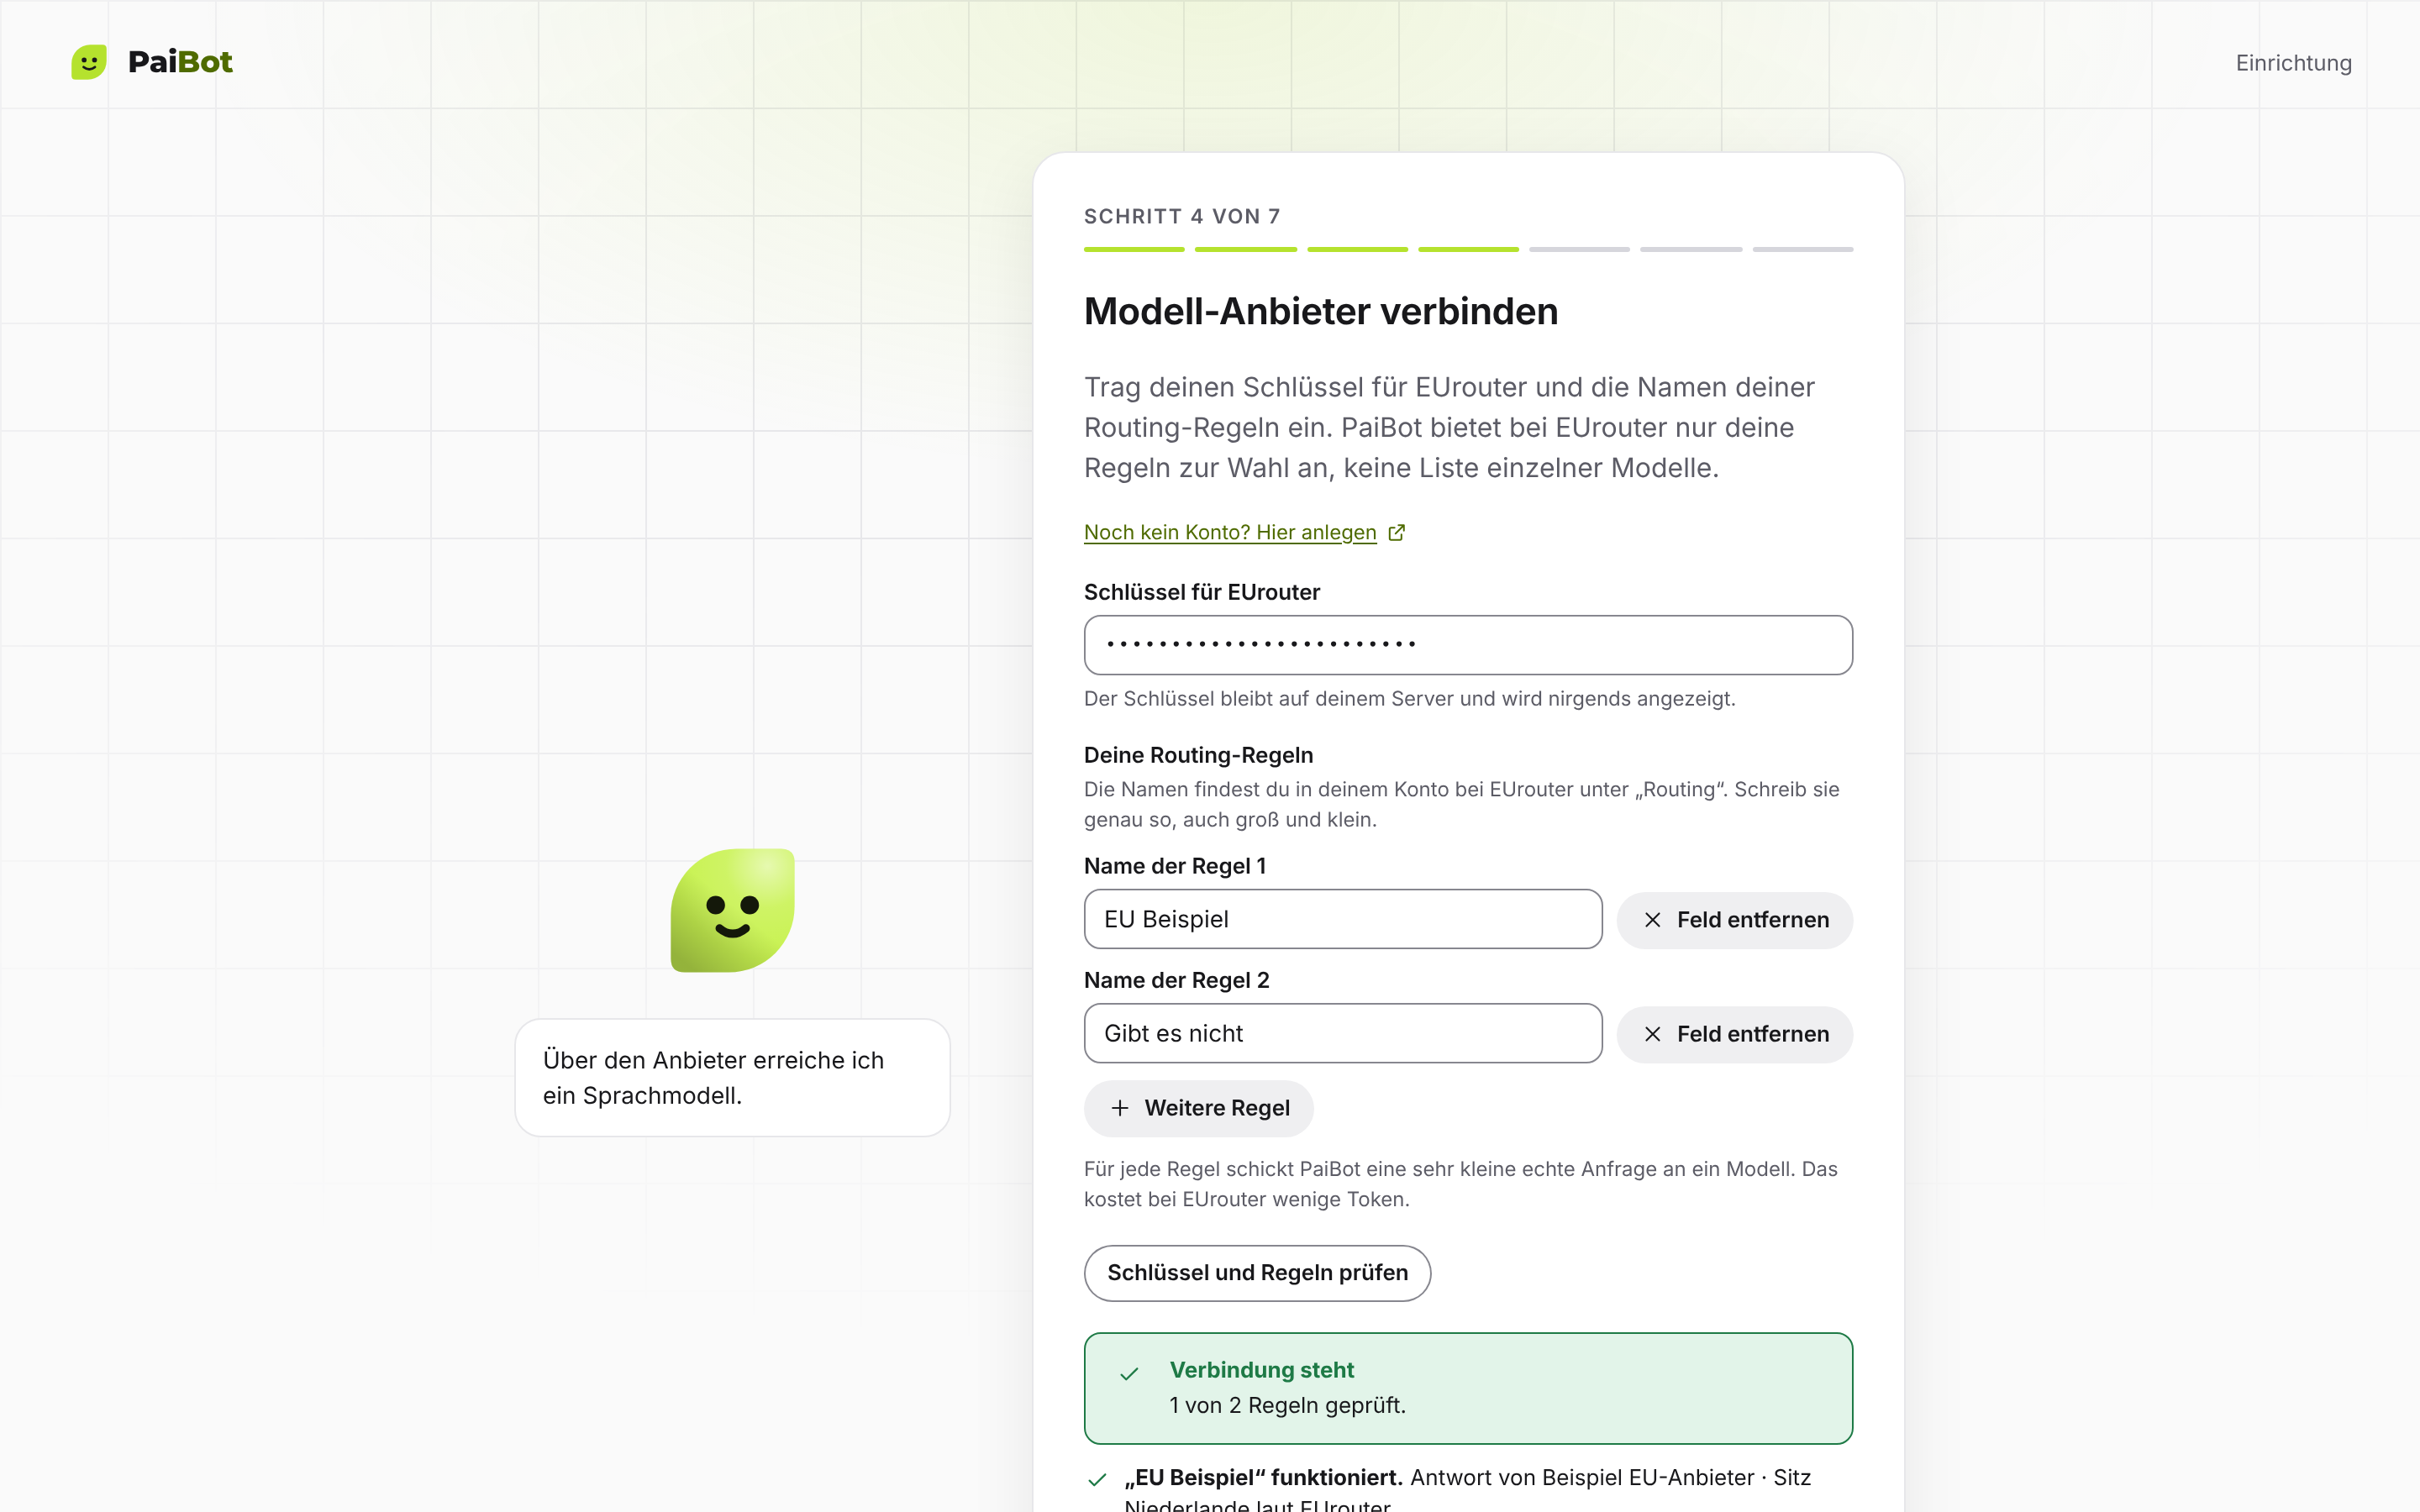 PaiBot
Einrichtung
SCHRITT 4 VON 7
Modell-Anbieter verbinden
Trag deinen Schlüssel für EUrouter und die Namen deiner
Routing-Regeln ein. PaiBot bietet bei EUrouter nur deine
Regeln zur Wahl an, keine Liste einzelner Modelle.
Noch kein Konto? Hier anlegen
Schlüssel für EUrouter
••••••••••••••••••••••••
Der Schlüssel bleibt auf deinem Server und wird nirgends angezeigt.
Deine Routing-Regeln
Die Namen findest du in deinem Konto bei EUrouter unter „Routing“. Schreib sie
genau so, auch groß und klein.
Name der Regel 1
EU Beispiel
Feld entfernen
Name der Regel 2
Gibt es nicht
Feld entfernen
Weitere Regel
Für jede Regel schickt PaiBot eine sehr kleine echte Anfrage an ein Modell. Das
kostet bei EUrouter wenige Token.
Schlüssel und Regeln prüfen
Verbindung steht
1 von 2 Regeln geprüft.
„EU Beispiel“ funktioniert. Antwort von Beispiel EU-Anbieter · Sitz
Niederlande laut EUrouter
Über den Anbieter erreiche ich
ein Sprachmodell.